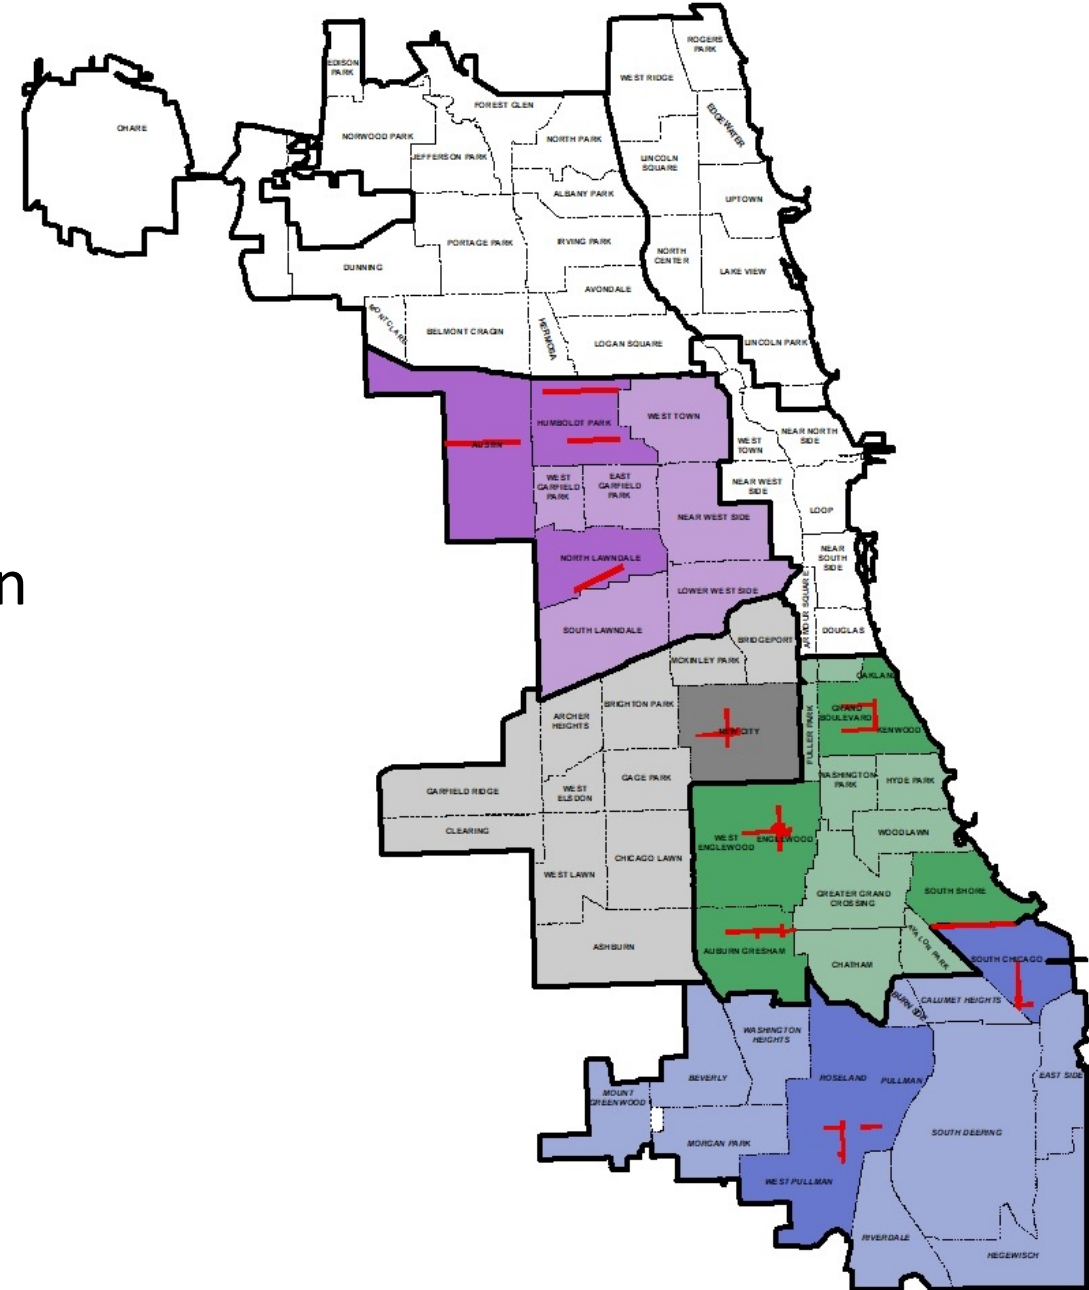 ROGERS
PARK
EDISON
PARK
WEST RIDGE
FOREST GLEN
EDGEWATER
OHARE
NORWOOD PARK
NORTH PARK
JEFFERSON PARK
LINCOLN
SQUARE
ALBANY PARK
UPTOWN
PORTAGE PARK
IRVING PARK
NORTH
CENTER
DUNNING
LAKE VIEW
AVONDALE
MONTCLARE
BELMONT CRAGIN
HERMOSA
LOGAN SQUARE
LINCOLN PARK
HUMBOLDT PARK
WEST TOWN
AUSTIN
WEST
TOWN
NEAR NORTH
SIDE
WEST
GARFIELD
PARK
EAST
GARFIELD
PARK
NEAR WEST
SIDE
NEAR WEST SIDE
LOOP
NORTH LAWNDALE
NEAR
SOUTH
SIDE
n
LOWER WEST SIDE
ARMOUR SQUARE
SOUTH LAWNDALE
DOUGLAS
BRIDGEPORT
MCKINLEY PARK
OAKLAND
BRIGHTON PARK
ARCHER
HEIGHTS
NEW CITY
FULLER PARK
GRAND
BOULEVARD
KENWOOD
GAGE PARK
WASHINGTON
PARK
HYDE PARK
GARFIELD RIDGE
WEST
ELSDON
CLEARING
WEST
ENGLEWOOD
ENGLEWOOD
WOODLAWN
CHICAGO LAWN
WEST LAWN
GREATER GRAND
CROSSING
SOUTH SHORE
ASHBURN
AUBURN GRESHAM
CHATHAM
AVALON PARK
SOUTH CHICAGO
BURNSIDE
CALUMET HEIGHTS
WASHINGTON
HEIGHTS
BEVERLY
ROSELAND
PULLMAN
EAST SIDE
MOUNT
GREENWOOD
MORGAN PARK
SOUTH DEERING
WEST PULLMAN
RIVERDALE
HEGEWISCH